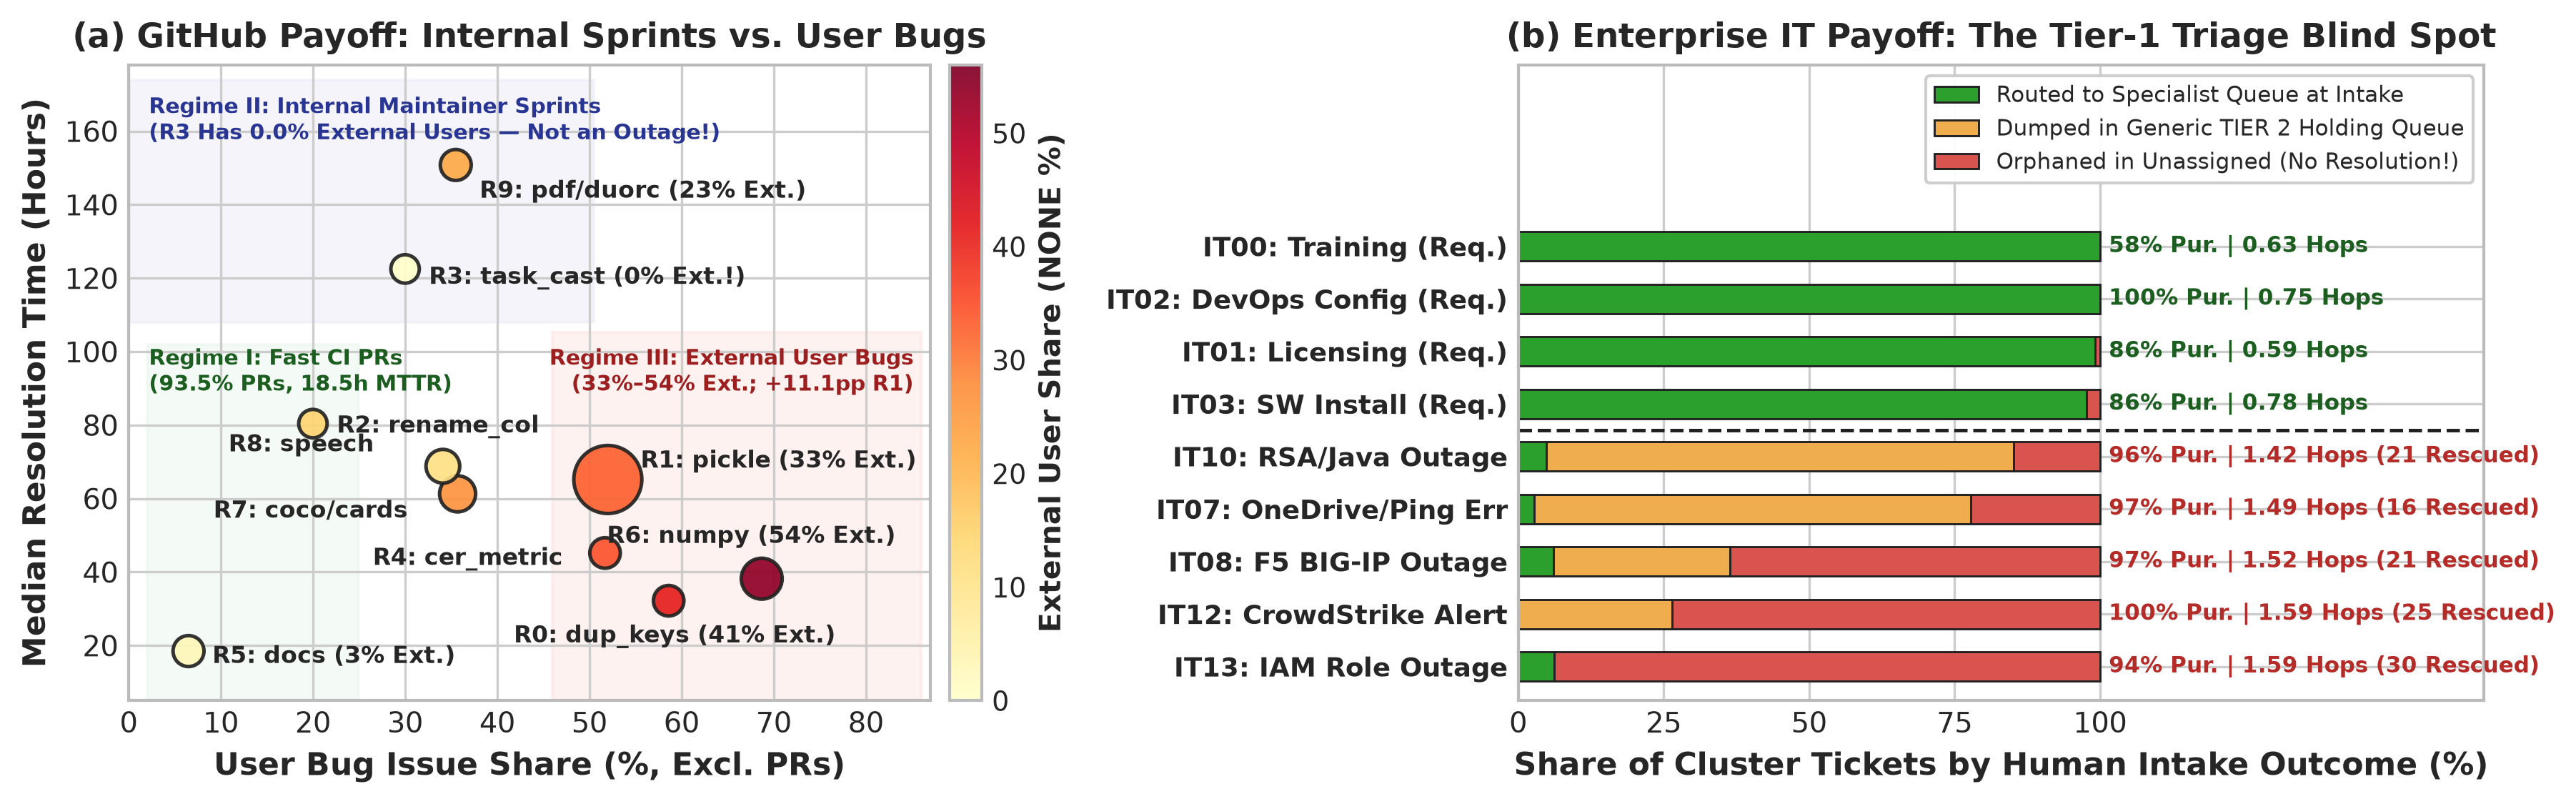 (a) GitHub Payoff: Internal Sprints vs. User Bugs
Median Resolution Time (Hours)
160
140
120
100
80
60
40
20
Regime II: Internal Maintainer Sprints
(R3 Has 0.0% External Users — Not an Outage!)
R9: pdf/duorc (23% Ext.)
R3: task_cast (0% Ext.!)
Regime I: Fast CI PRs
(93.5% PRs, 18.5h MTTR)
Regime III: External User Bugs
(33%–54% Ext.; +11.1pp R1)
R2: rename_col
R8: speech
R1: pickle (33% Ext.)
R7: coco/cards
R6: numpy (54% Ext.)
R4: cer_metric
R0: dup_keys (41% Ext.)
R5: docs (3% Ext.)
0 10 20 30 40 50 60 70 80
User Bug Issue Share (%, Excl. PRs)
50
40
30
20
10
0
External User Share (NONE %)
(b) Enterprise IT Payoff: The Tier-1 Triage Blind Spot
Routed to Specialist Queue at Intake
Dumped in Generic TIER 2 Holding Queue
Orphaned in Unassigned (No Resolution!)
IT00: Training (Req.) 58% Pur. | 0.63 Hops
IT02: DevOps Config (Req.) 100% Pur. | 0.75 Hops
IT01: Licensing (Req.) 86% Pur. | 0.59 Hops
IT03: SW Install (Req.) 86% Pur. | 0.78 Hops
IT10: RSA/Java Outage 96% Pur. | 1.42 Hops (21 Rescued)
IT07: OneDrive/Ping Err 97% Pur. | 1.49 Hops (16 Rescued)
IT08: F5 BIG-IP Outage 97% Pur. | 1.52 Hops (21 Rescued)
IT12: CrowdStrike Alert 100% Pur. | 1.59 Hops (25 Rescued)
IT13: IAM Role Outage 94% Pur. | 1.59 Hops (30 Rescued)
0 25 50 75 100
Share of Cluster Tickets by Human Intake Outcome (%)